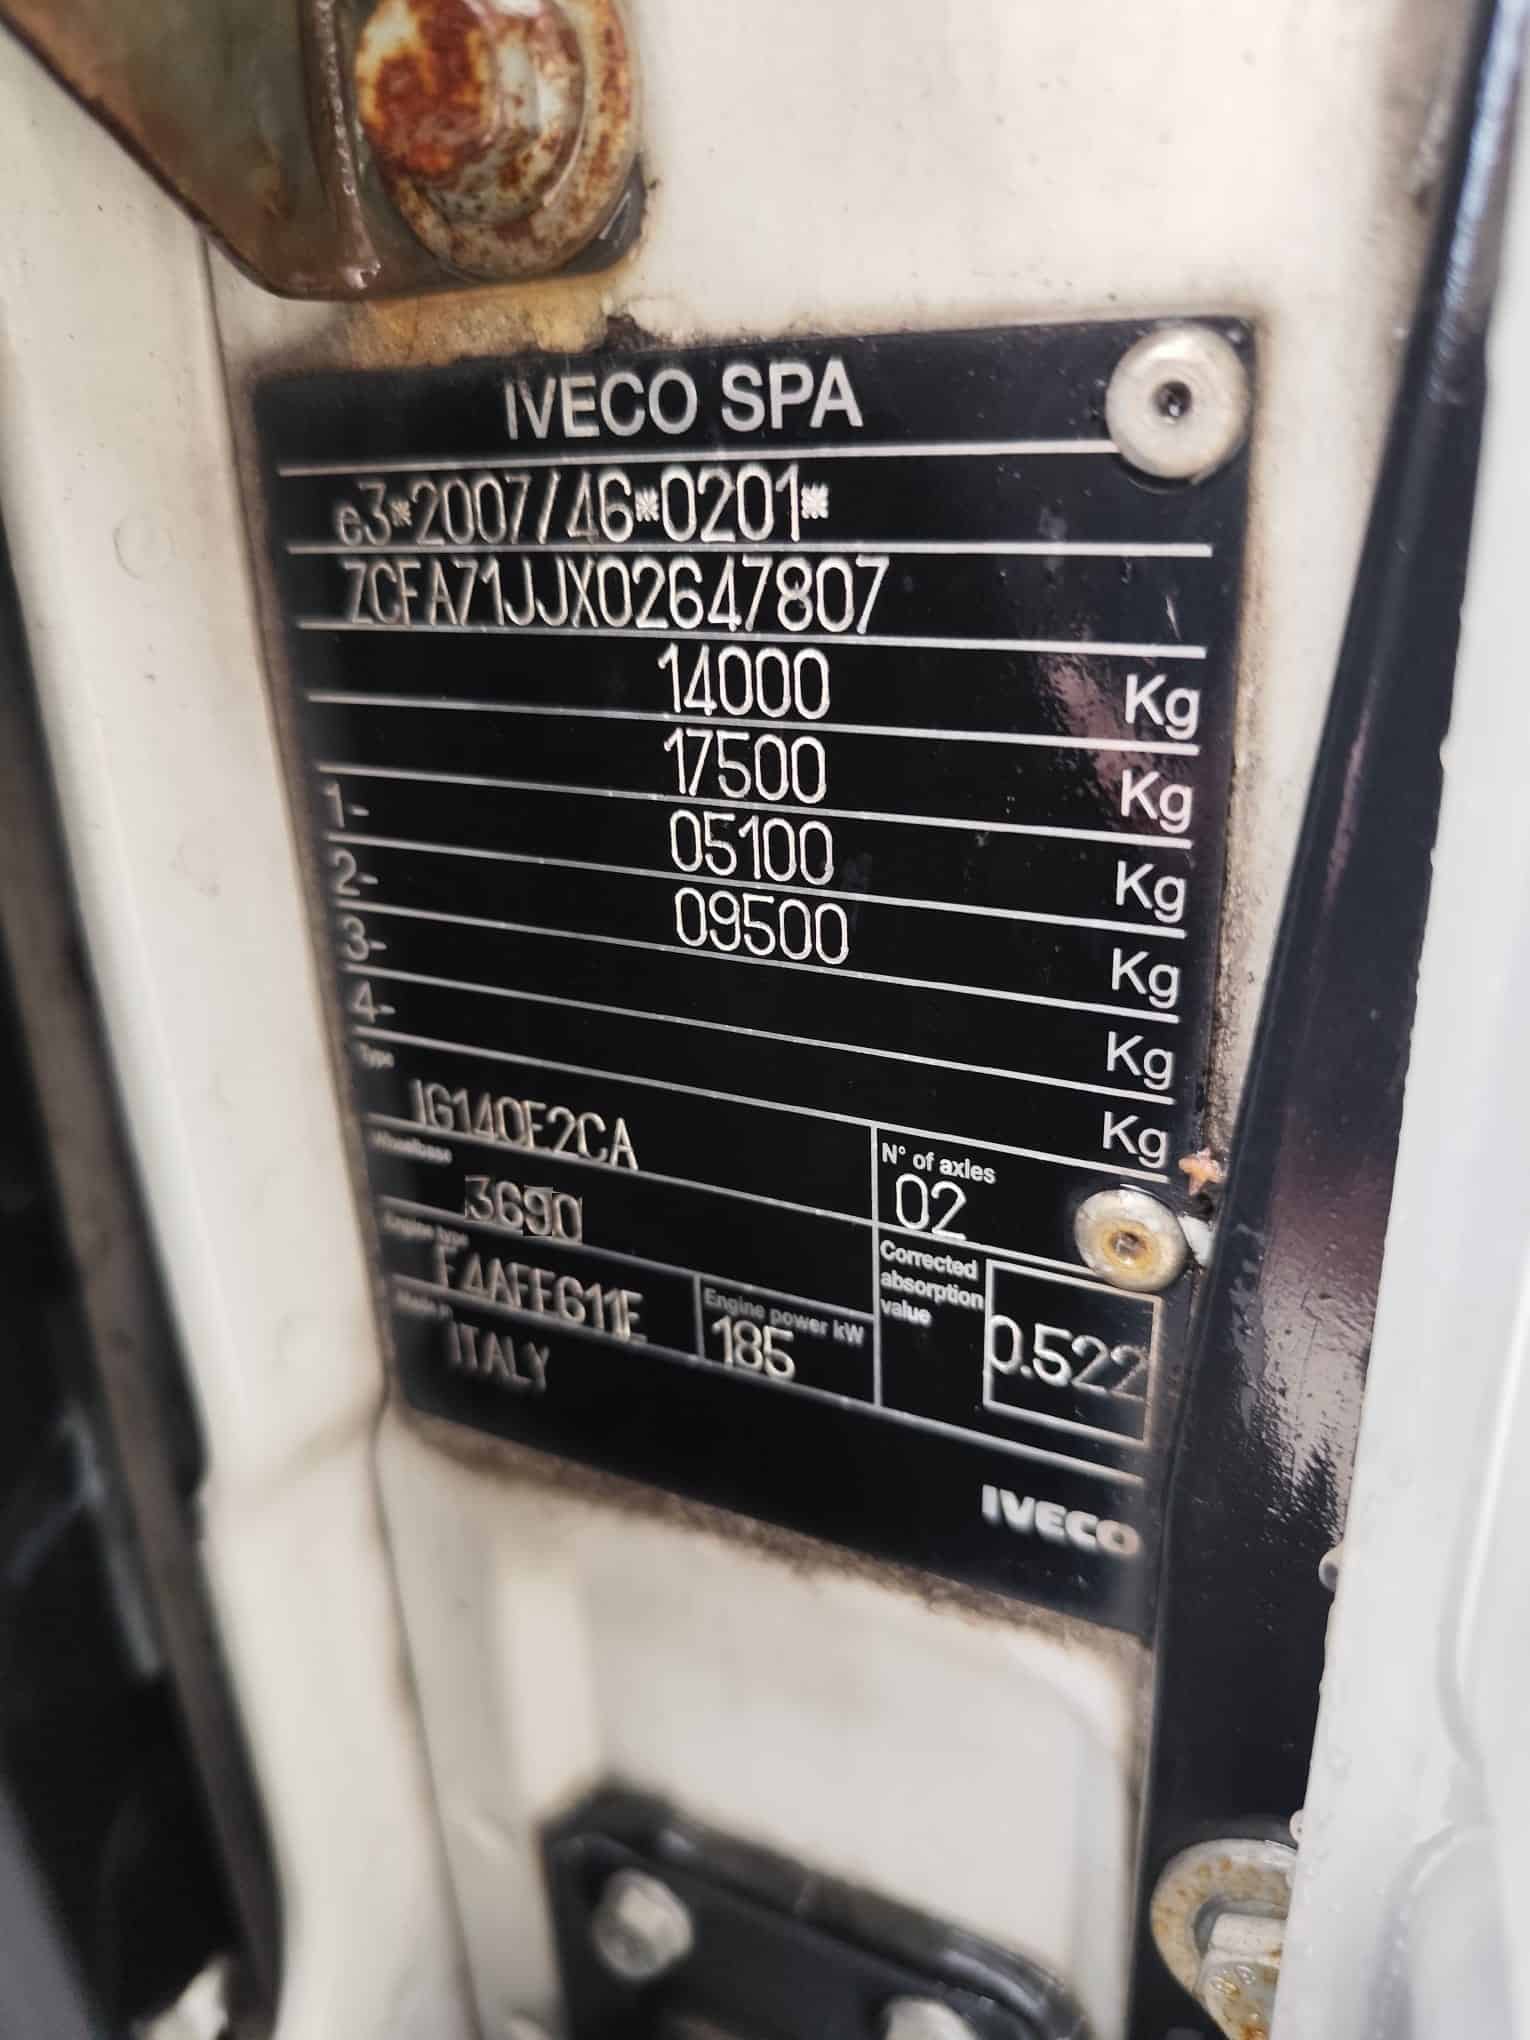 IVECO SPA
e3*2007/46*0201*
ZCFA71JJX02647807
14000 Kg
17500 Kg
1- 05100 Kg
2- 09500 Kg
3- Kg
4- Kg
Type
IG140E2CA
N° of axles
02
Wheelbase
3690
Corrected
absorption
value
0.522
Engine type
F4AFE611E
Engine power kW
185
Made in
ITALY
IVECO